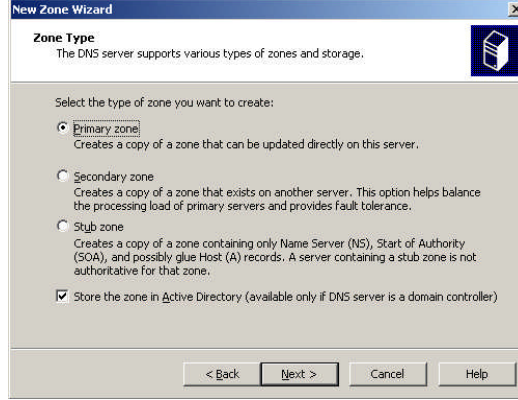 New Zone Wizard
Zone Type
The DNS server supports various types of zones and storage.
Select the type of zone you want to create:
Primary zone
Creates a copy of a zone that can be updated directly on this server.
Secondary zone
Creates a copy of a zone that exists on another server. This option helps balance
the processing load of primary servers and provides fault tolerance.
Stub zone
Creates a copy of a zone containing only Name Server (NS), Start of Authority
(SOA), and possibly glue Host (A) records. A server containing a stub zone is not
authoritative for that zone.
Store the zone in Active Directory (available only if DNS server is a domain controller)
< Back Next > Cancel Help